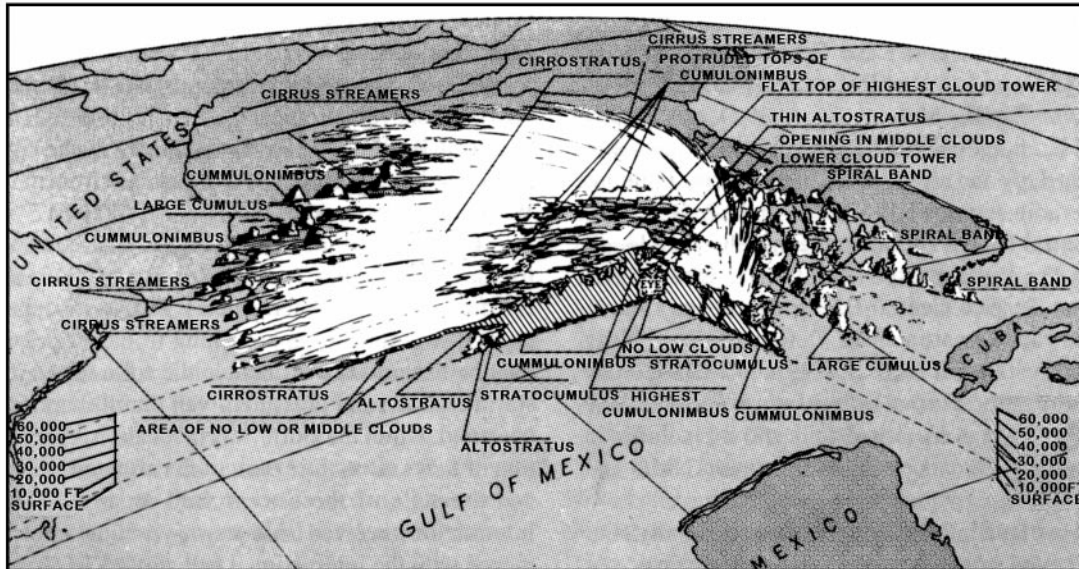 CIRRUS STREAMERS
PROTRUDED TOPS OF
CUMULONIMBUS
CIRROSTRATUS
CIRRUS STREAMERS
FLAT TOP OF HIGHEST CLOUD TOWER
THIN ALTOSTRATUS
OPENING IN MIDDLE CLOUDS
LOWER CLOUD TOWER
SPIRAL BAND
UNITED STATES
CUMMULONIMBUS
LARGE CUMULUS
CUMMULONIMBUS
SPIRAL BAND
CIRRUS STREAMERS
SPIRAL BAND
EYE
CIRRUS STREAMERS
NO LOW CLOUDS
CUBA
CUMMULONIMBUS
STRATOCUMULUS
LARGE CUMULUS
CIRROSTRATUS
ALTOSTRATUS
STRATOCUMULUS
HIGHEST
CUMULONIMBUS
CUMMULONIMBUS
AREA OF NO LOW OR MIDDLE CLOUDS
ALTOSTRATUS
60,000
50,000
40,000
30,000
20,000
10,000 FT
SURFACE
60,000
50,000
40,000
30,000
20,000
10,000FT
SURFACE
GULF OF MEXICO
MEXICO